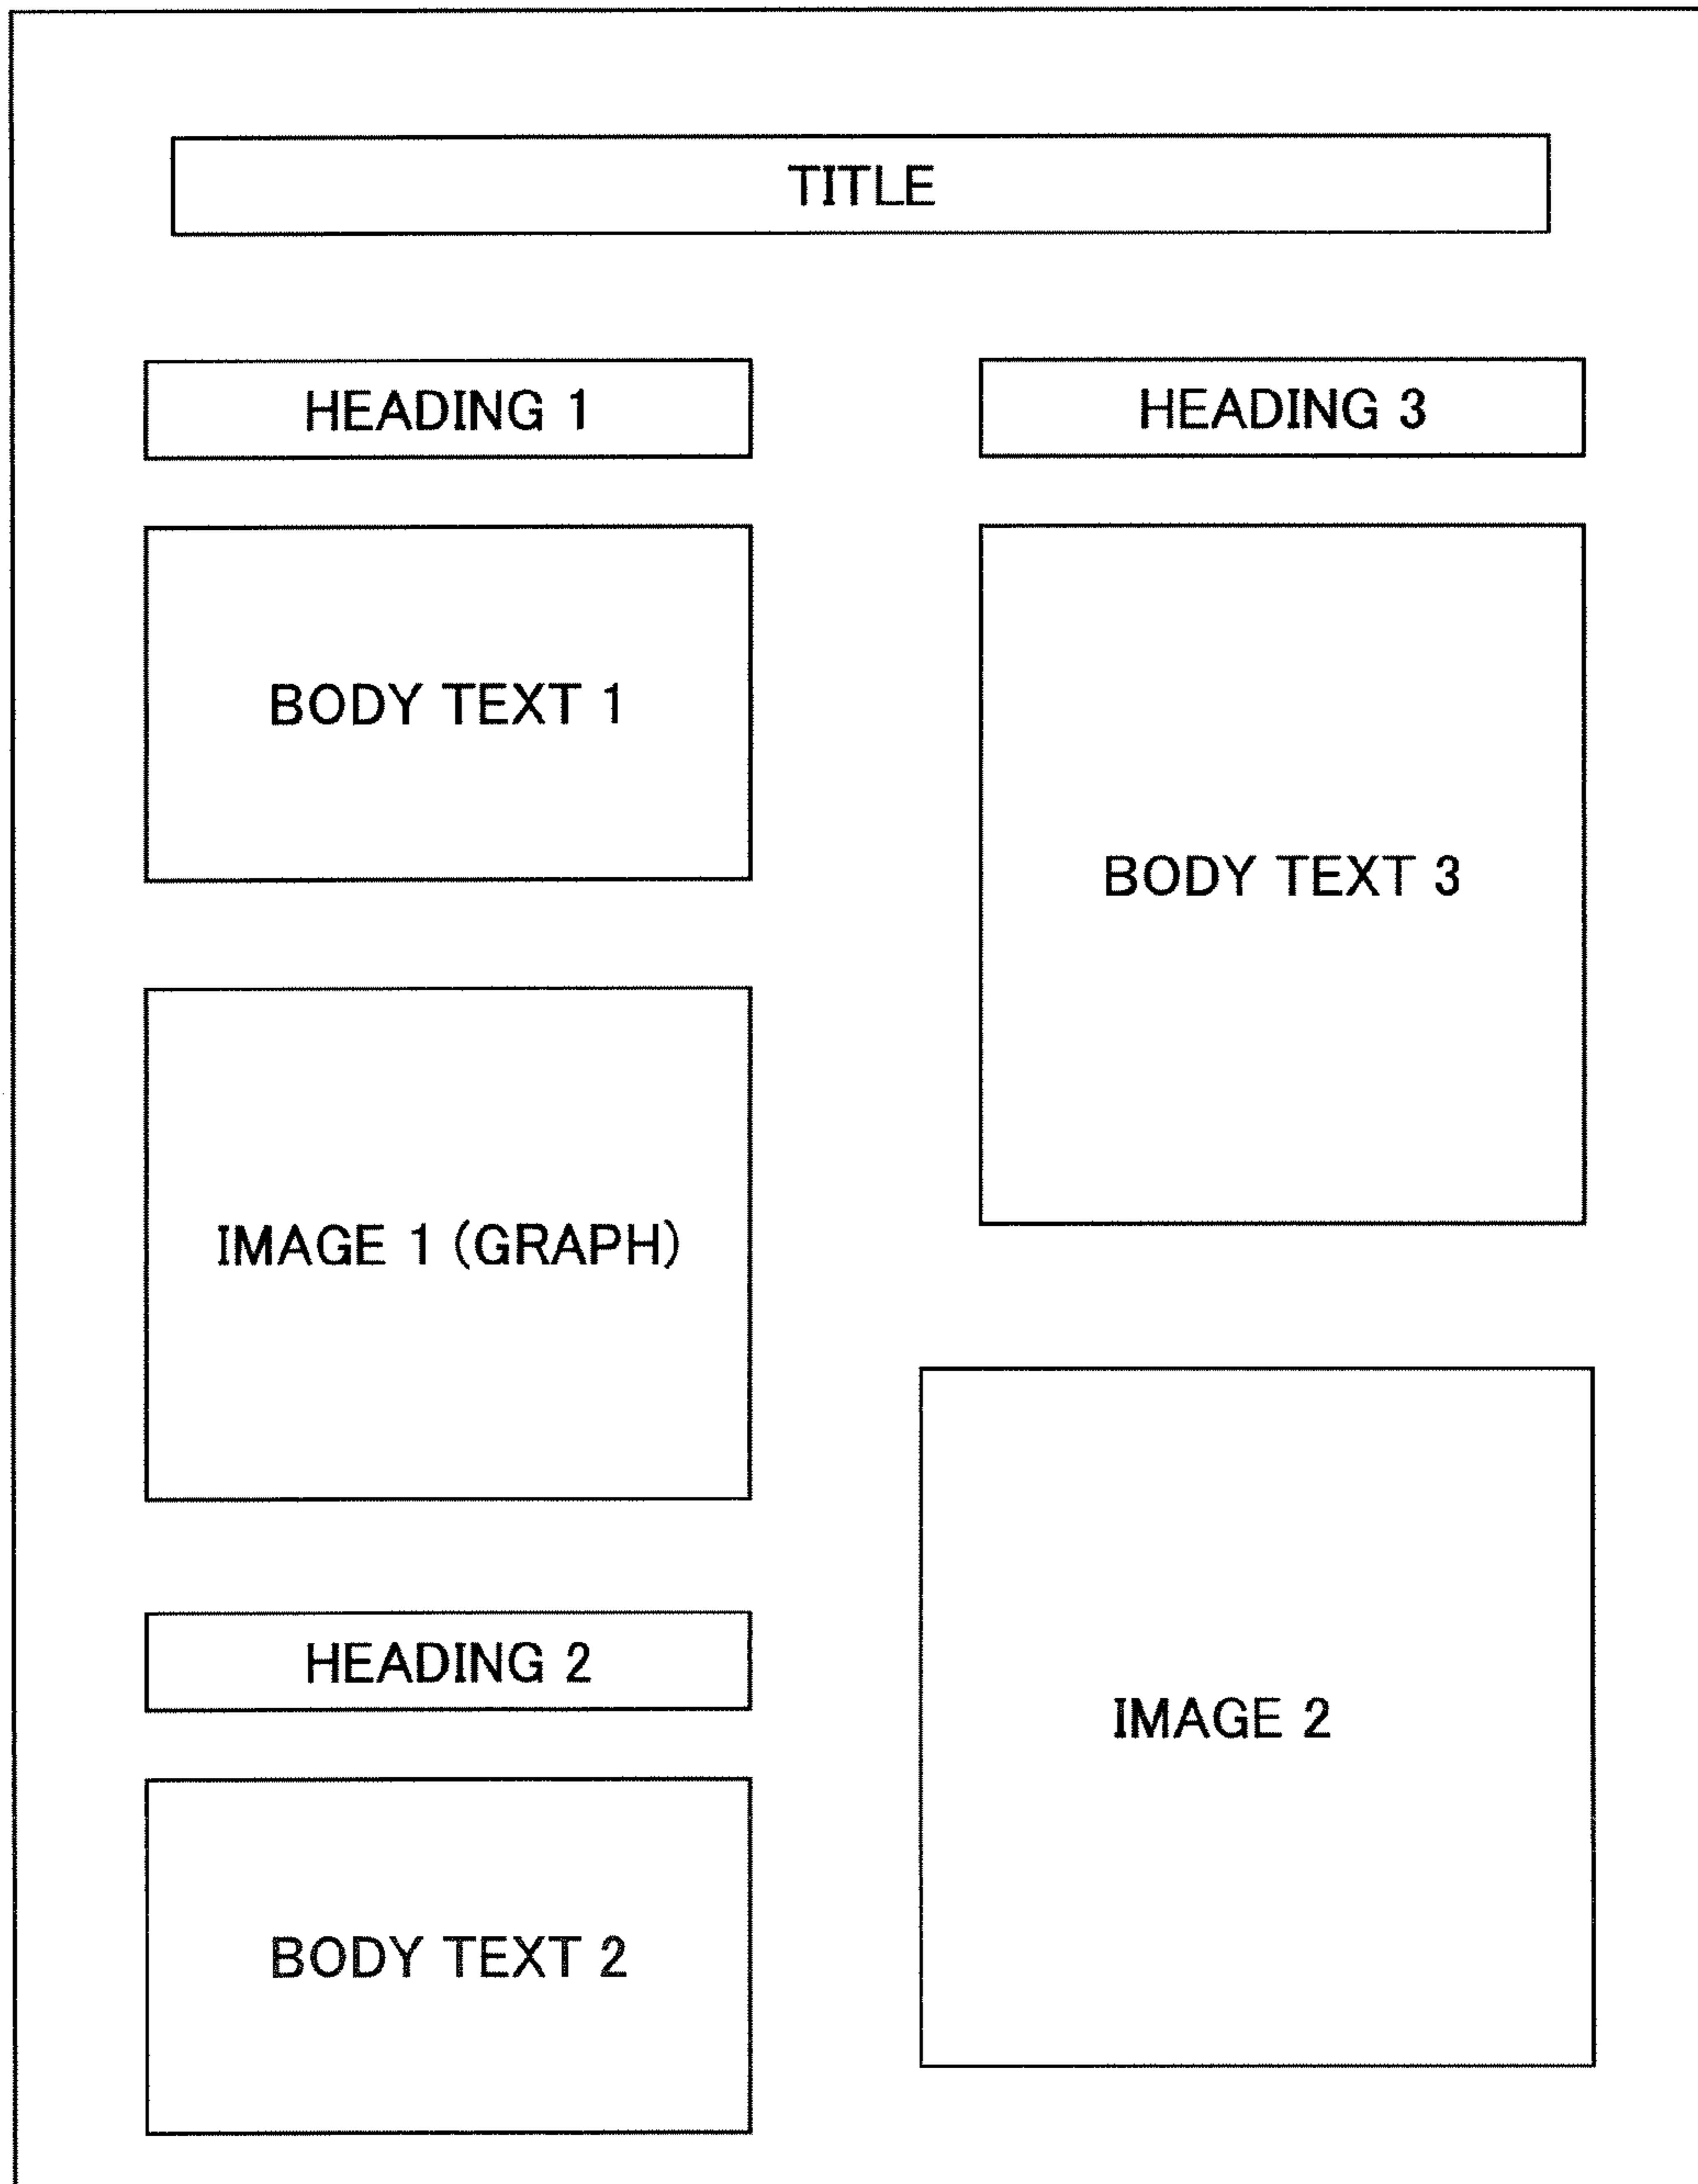 TITLE
HEADING 1
BODY TEXT 1
IMAGE 1 (GRAPH)
HEADING 2
BODY TEXT 2
HEADING 3
BODY TEXT 3
IMAGE 2